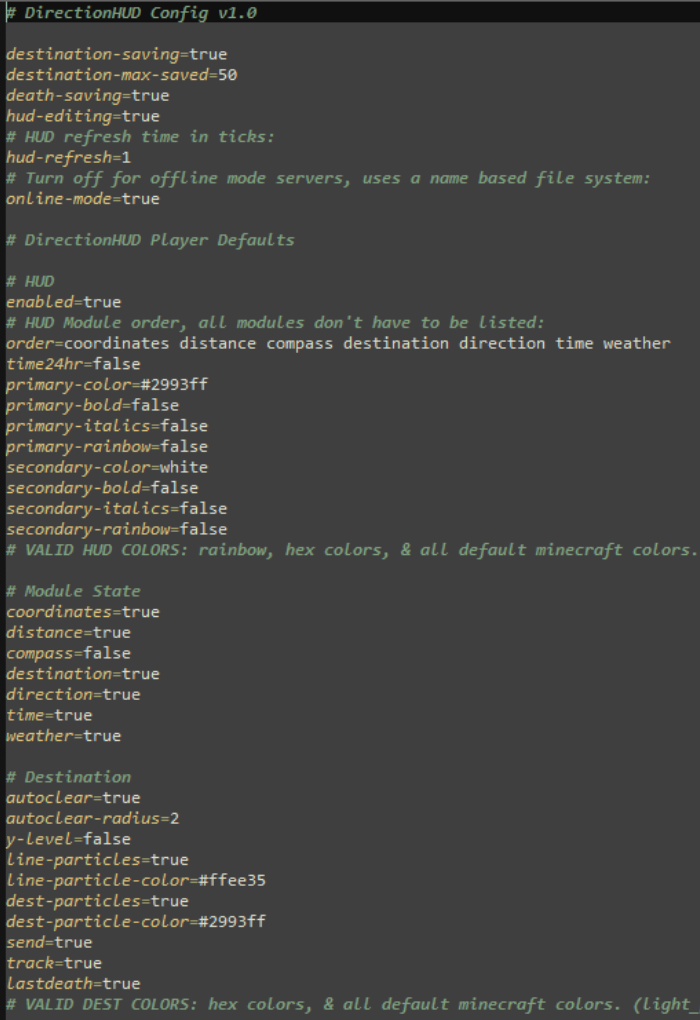 # DirectionHUD Config v1.0
destination-saving=true
destination-max-saved=50
death-saving=true
hud-editing=true
# HUD refresh time in ticks:
hud-refresh=1
# Turn off for offline mode servers, uses a name based file system:
online-mode=true
# DirectionHUD Player Defaults
# HUD
enabled=true
# HUD Module order, all modules don't have to be listed:
order=coordinates distance compass destination direction time weather
time24hr=false
primary-color=#2993ff
primary-bold=false
primary-italics=false
primary-rainbow=false
secondary-color=white
secondary-bold=false
secondary-italics=false
secondary-rainbow=false
# VALID HUD COLORS: rainbow, hex colors, & all default minecraft colors.
# Module State
coordinates=true
distance=true
compass=false
destination=true
direction=true
time=true
weather=true
# Destination
autoclear=true
autoclear-radius=2
y-level=false
line-particles=true
line-particle-color=#ffee35
dest-particles=true
dest-particle-color=#2993ff
send=true
track=true
lastdeath=true
# VALID DEST COLORS: hex colors, & all default minecraft colors. (light_